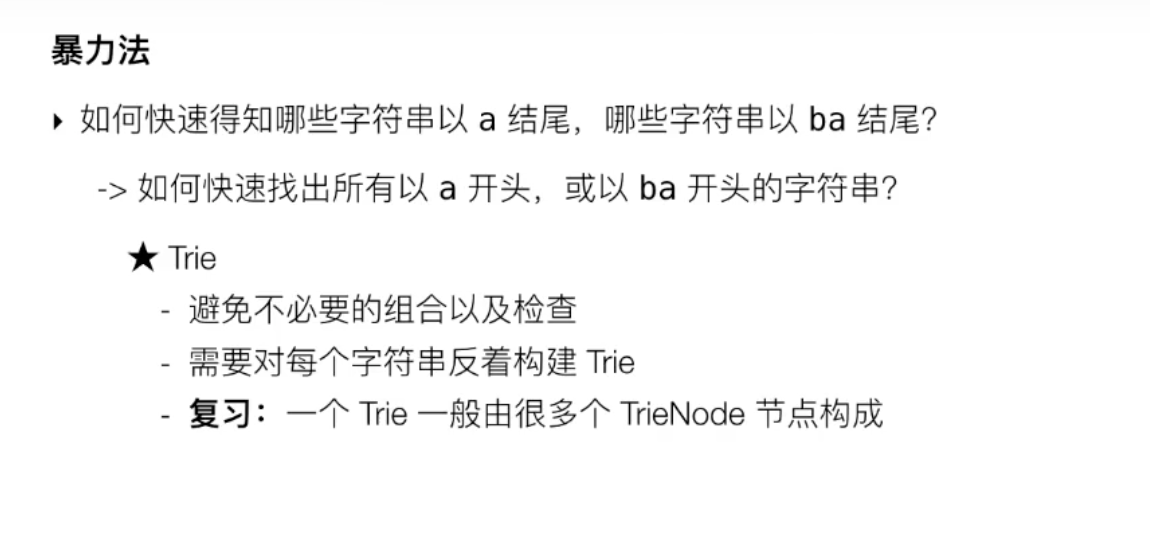 暴力法
▸ 如何快速得知哪些字符串以 a 结尾，哪些字符串以 ba 结尾？
-> 如何快速找出所有以 a 开头，或以 ba 开头的字符串？
★ Trie
- 避免不必要的组合以及检查
- 需要对每个字符串反着构建 Trie
- 复习：一个 Trie 一般由很多个 TrieNode 节点构成